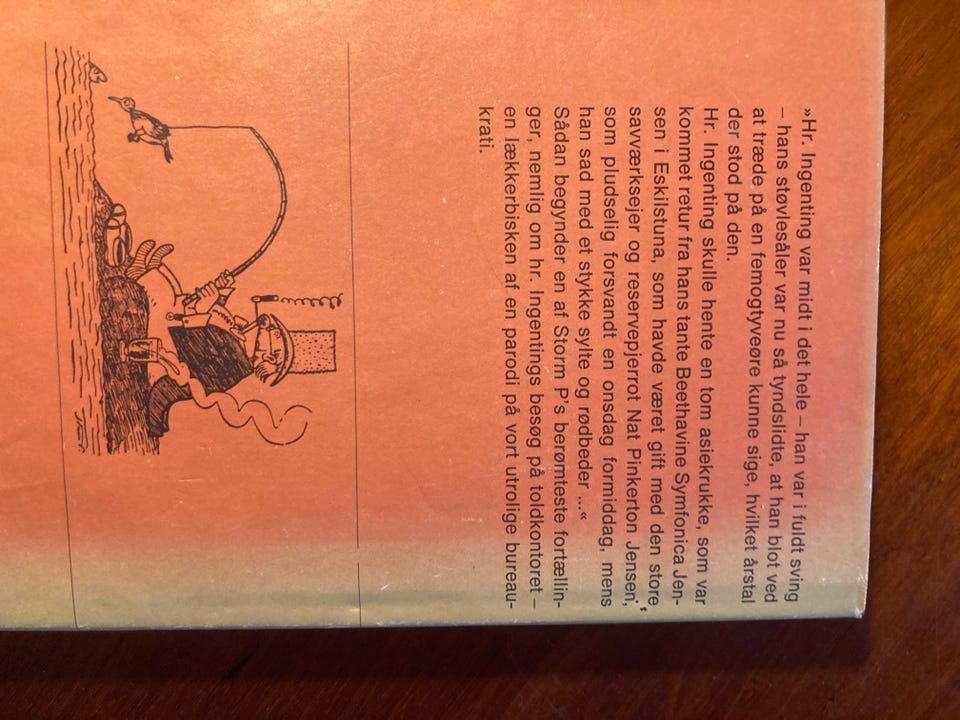 »Hr. Ingenting var midt i det hele – han var i fuldt sving
– hans støvlesåler var nu så tyndslidte, at han blot ved
at træde på en femogtyveøre kunne sige, hvilket årstal
der stod på den.
Hr. Ingenting skulle hente en tom asiekrukke, som var
kommet retur fra hans tante Beethavine Symfonica Jen-
sen i Eskilstuna, som havde været gift med den store
savværksejer og reservepjerrot Nat Pinkerton Jensen,
som pludselig forsvandt en onsdag formiddag, mens
han sad med et stykke sylte og rødbeder ...«
Sådan begynder en af Storm P's berømteste fortællin-
ger, nemlig om hr. Ingentings besøg på toldkontoret –
en lækkerbisken af en parodi på vort utrolige bureau-
krati.